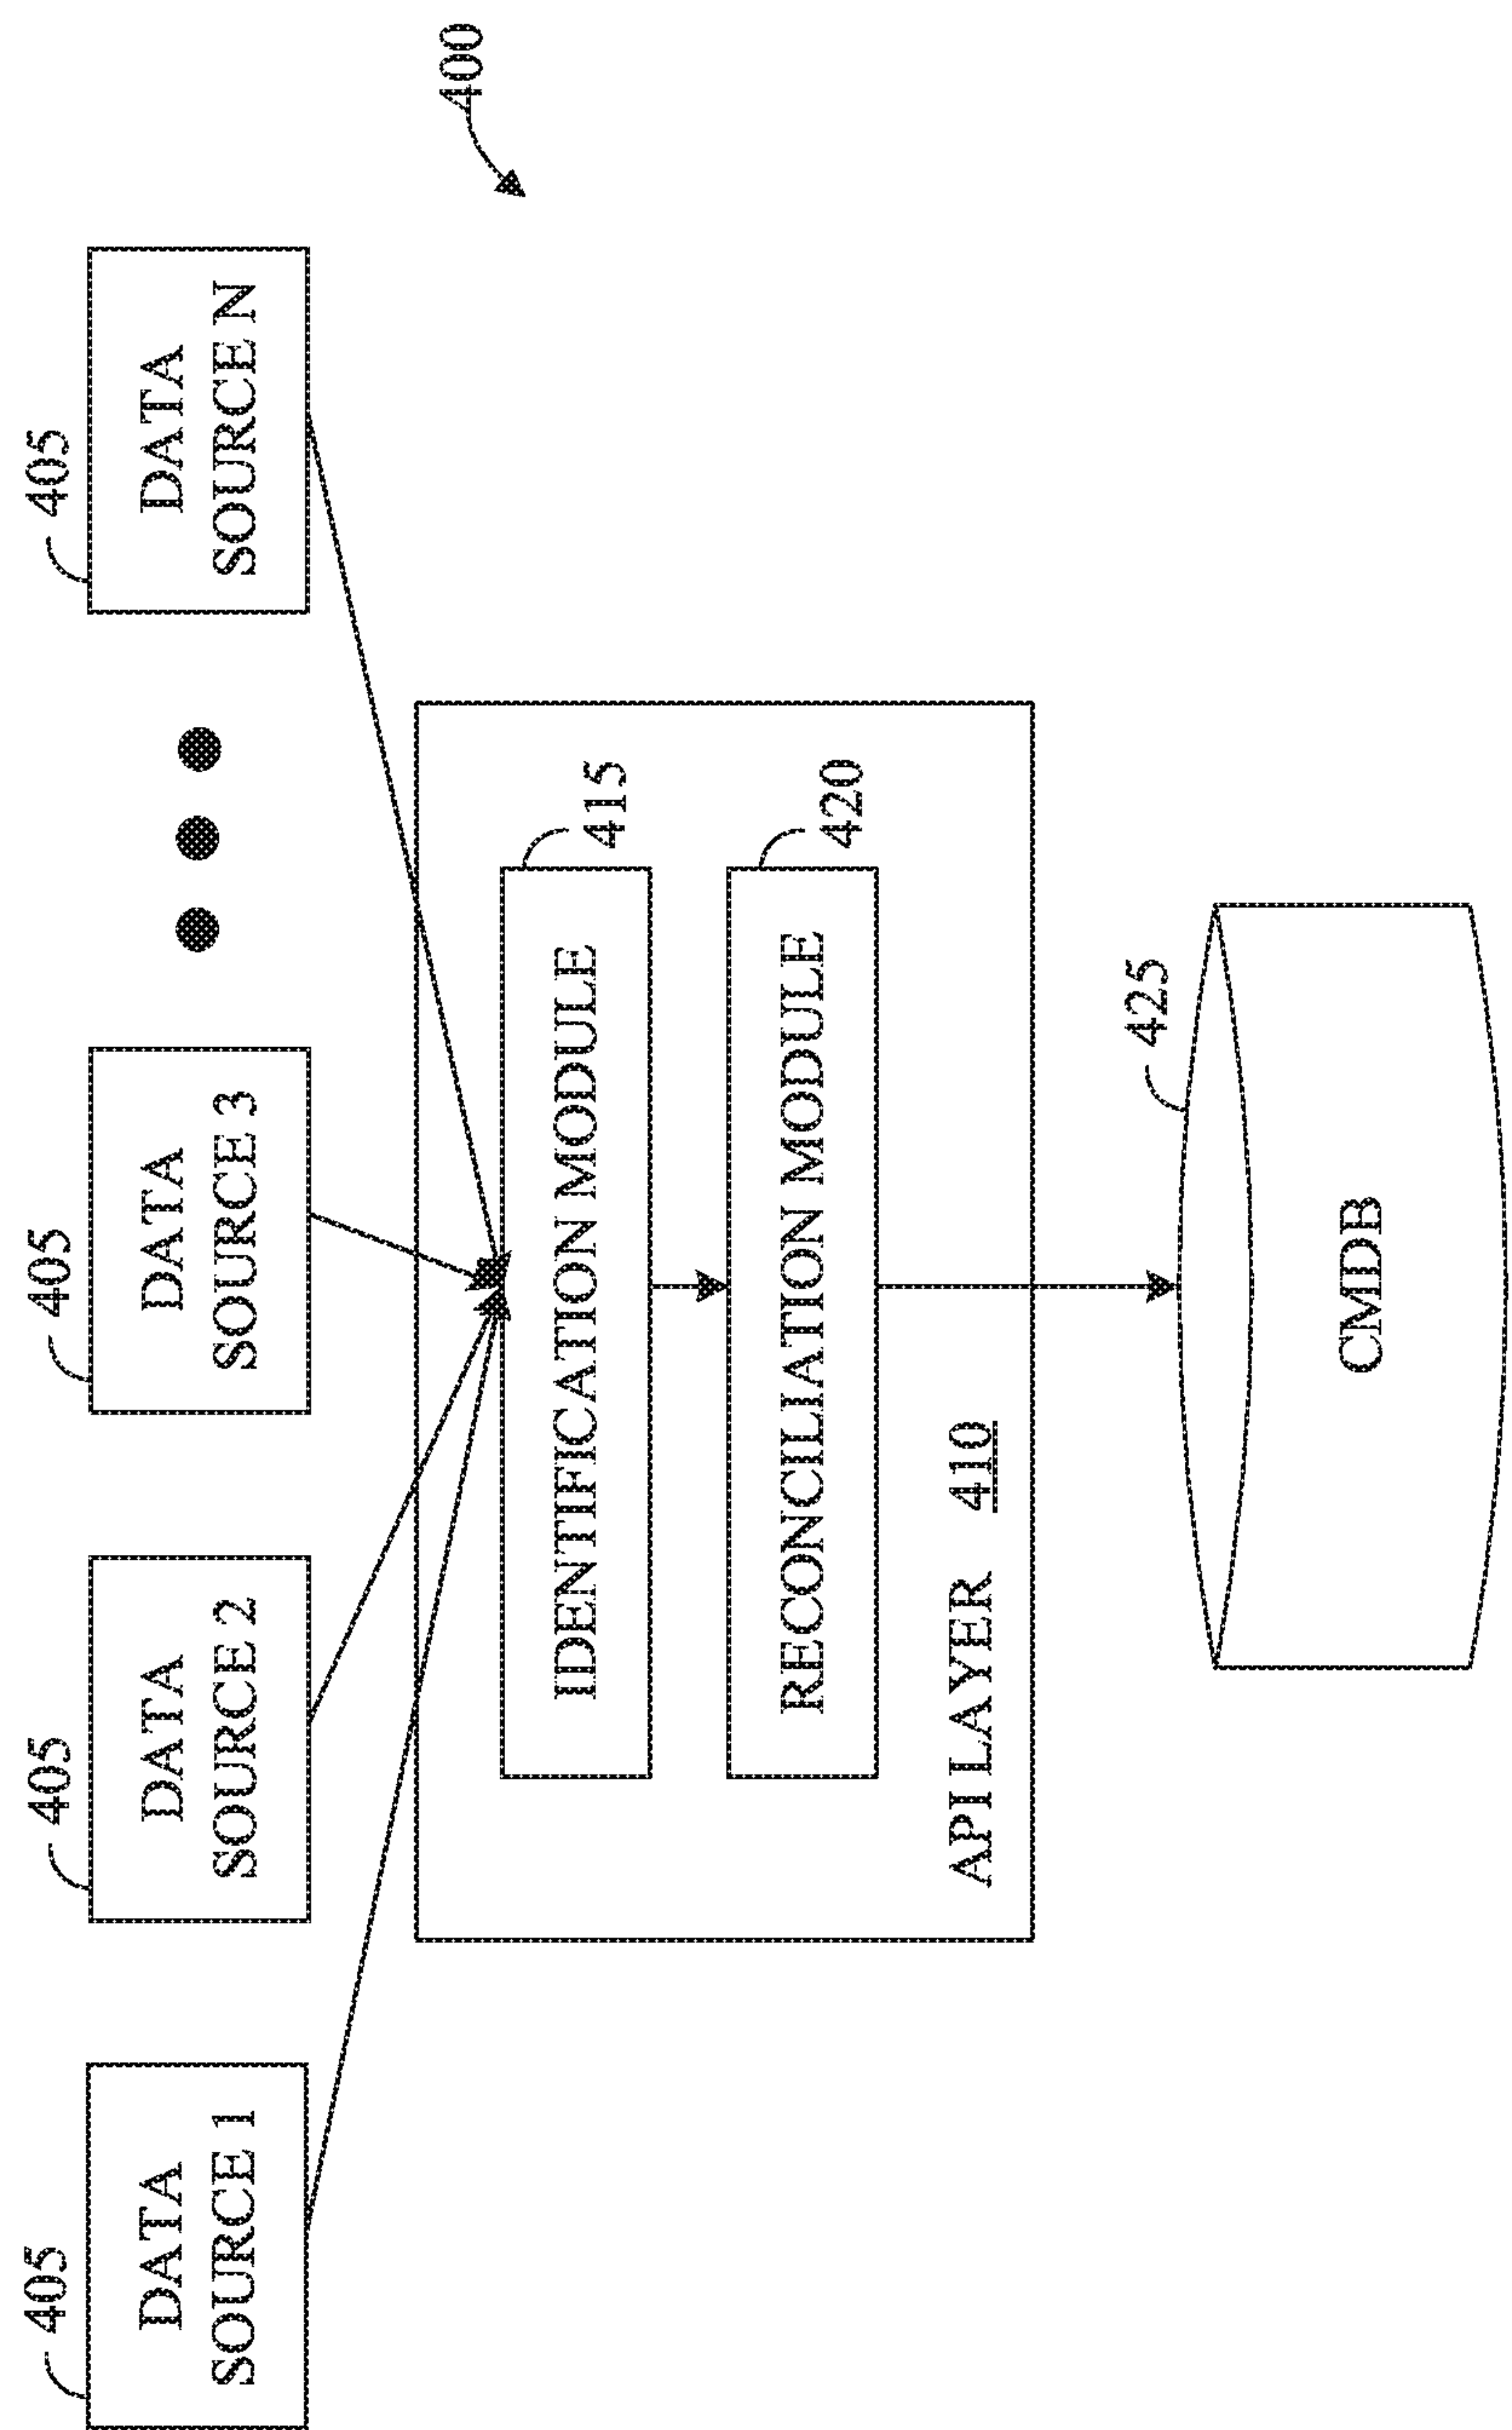 400
405
405
405
405
DATA
SOURCE 1
DATA
SOURCE 2
DATA
SOURCE 3
DATA
SOURCE N
IDENTIFICATION MODULE
415
RECONCILIATION MODULE
420
API LAYER 410
425
CMDB